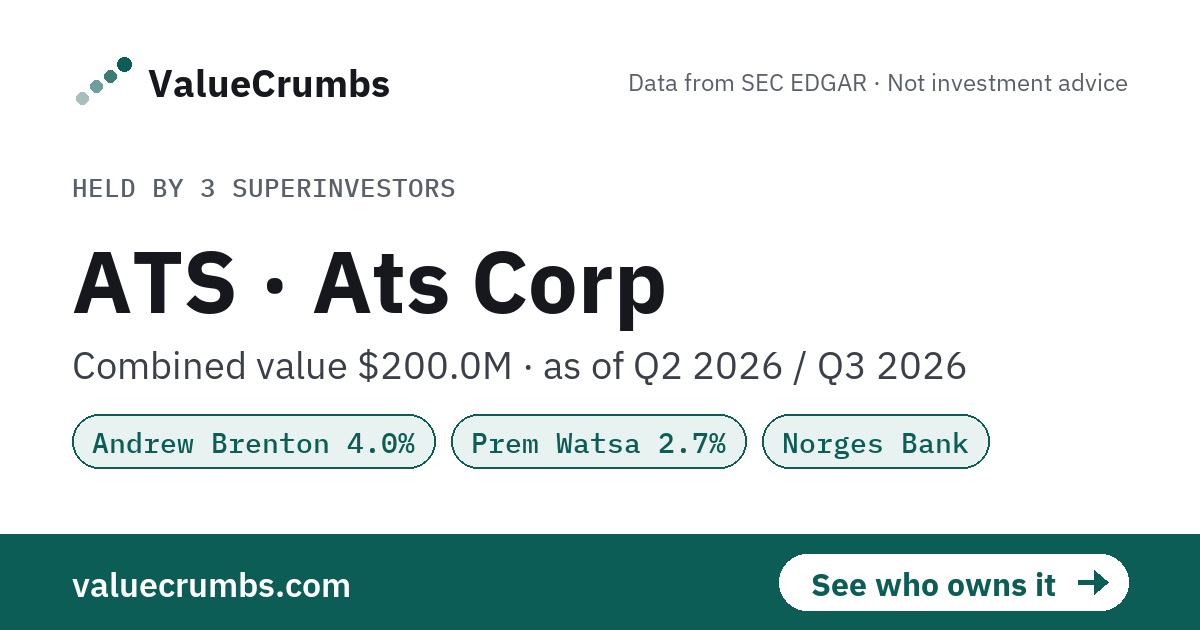 ValueCrumbs
Data from SEC EDGAR · Not investment advice
HELD BY 3 SUPERINVESTORS
ATS · Ats Corp
Combined value $200.0M · as of Q2 2026 / Q3 2026
Andrew Brenton 4.0% Prem Watsa 2.7% Norges Bank
valuecrumbs.com
See who owns it →